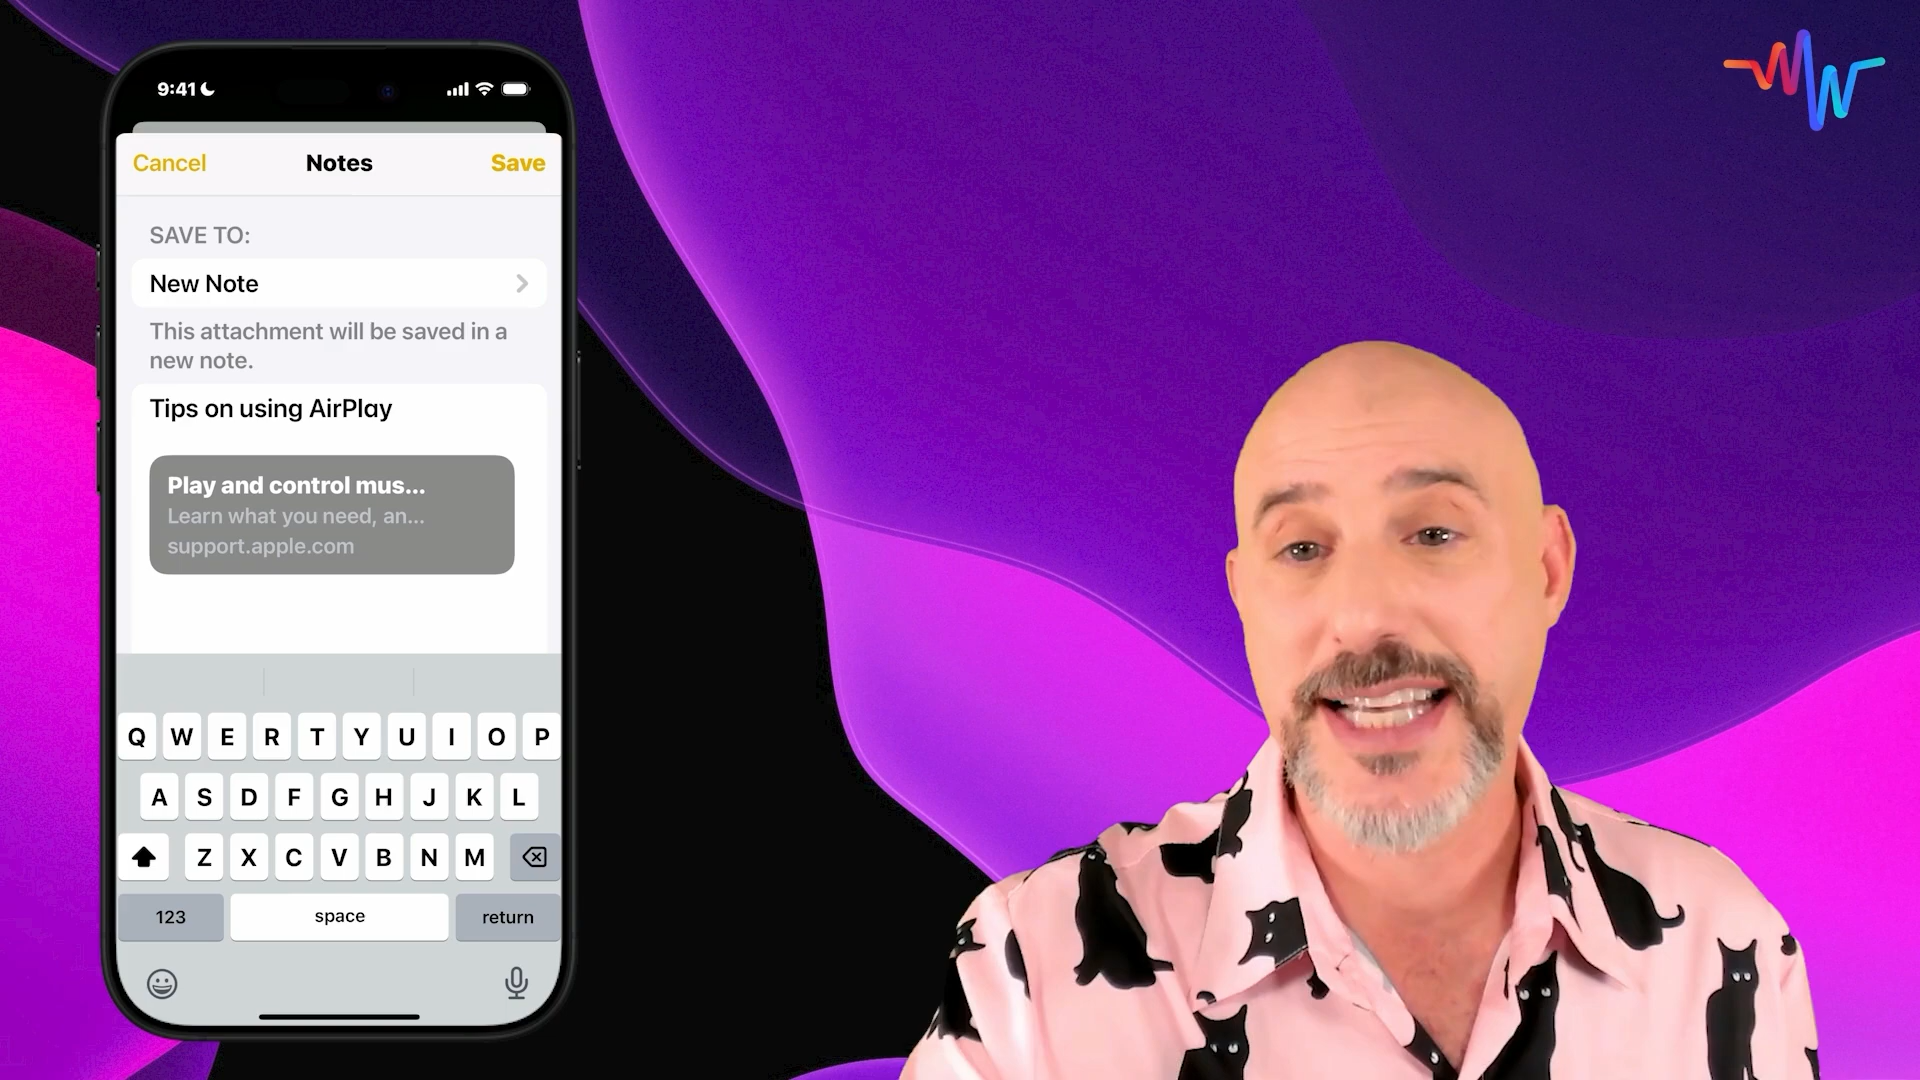 9:41
Cancel
Notes
Save
SAVE TO:
New Note
This attachment will be saved in a
new note.
Tips on using AirPlay
Play and control mus...
Learn what you need, an...
support.apple.com
Q W E R T Y U I O P
A S D F G H J K L
Z X C V B N M
123
space
return